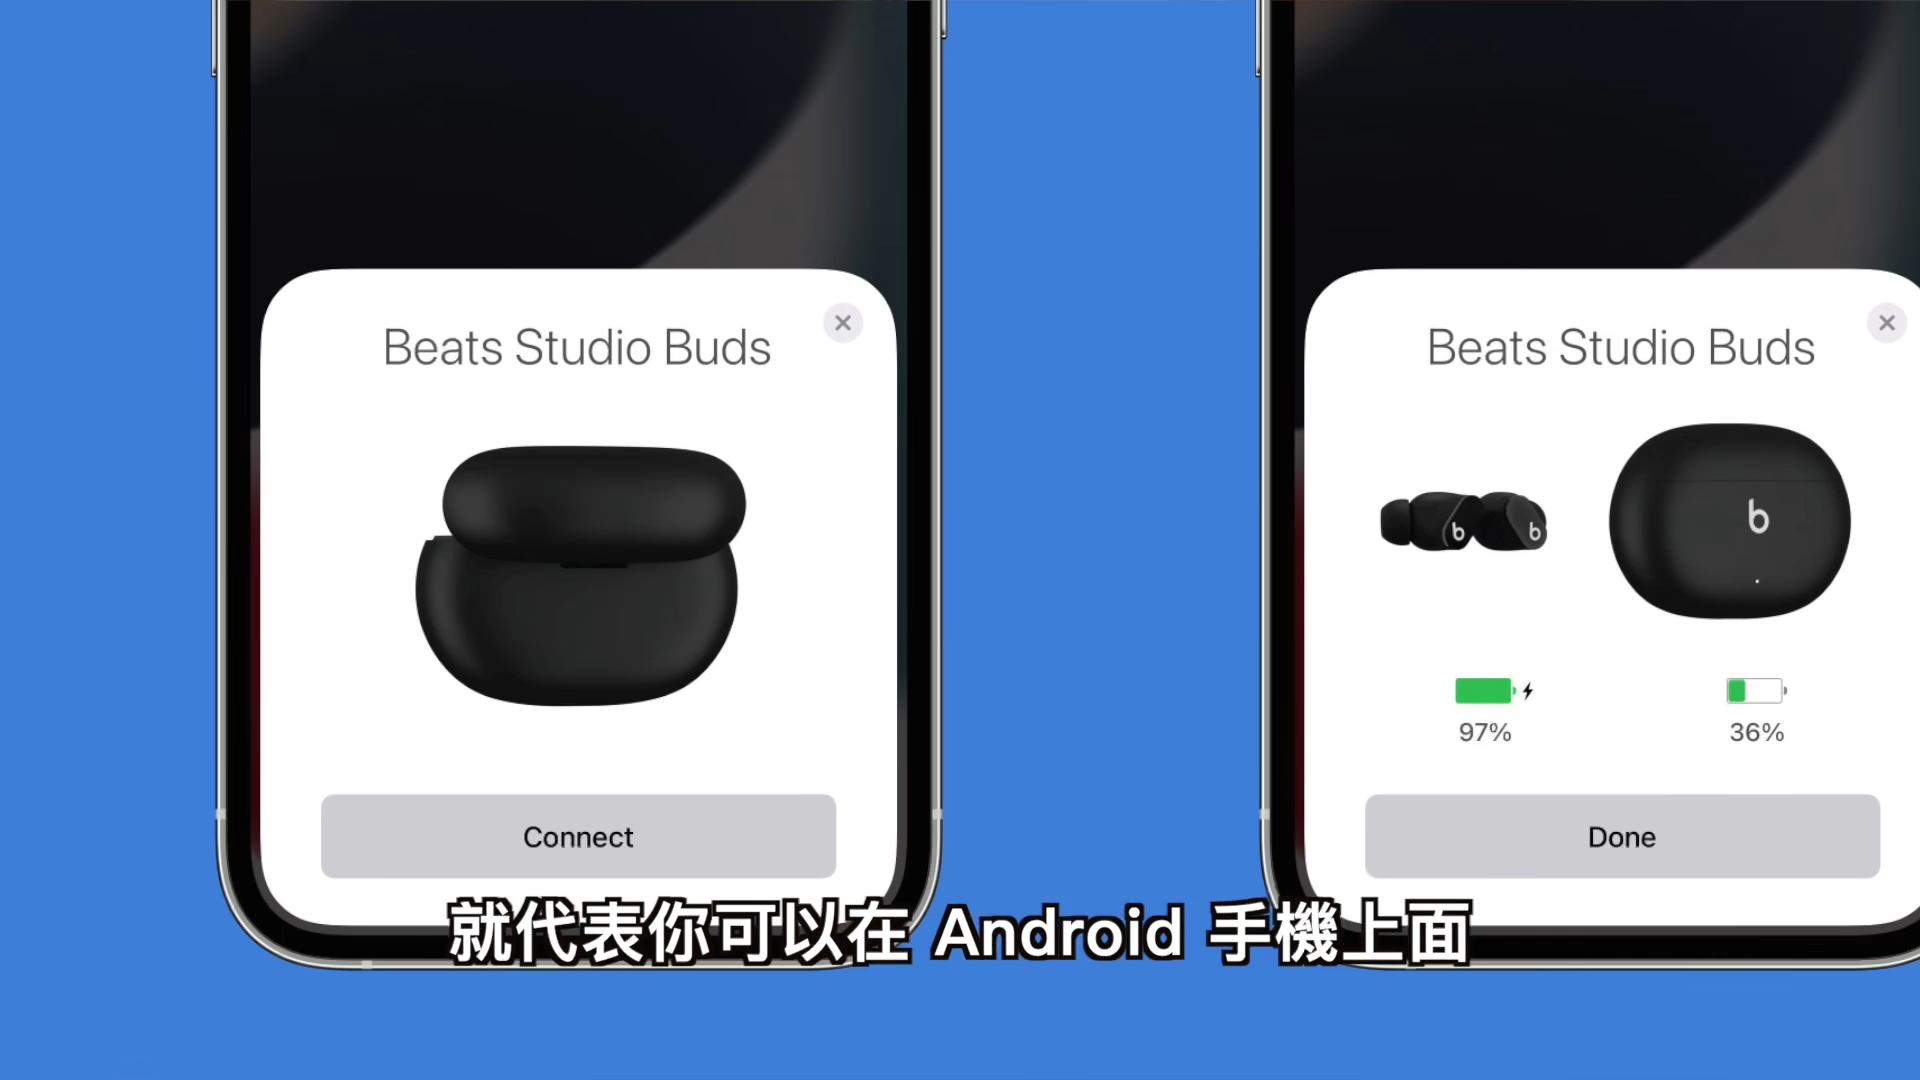 Beats Studio Buds
Connect
Beats Studio Buds
b
b
b
97%
36%
Done
就代表你可以在 Android 手機上面